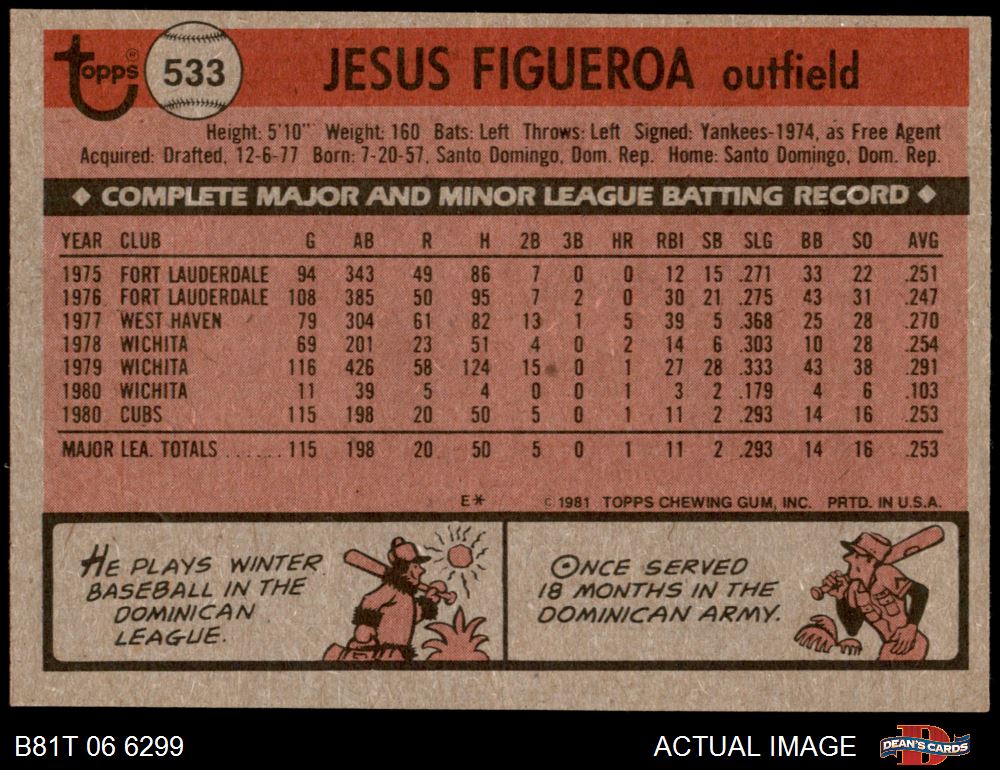 Topps® 533 JESUS FIGUEROA outfield
Height: 5'10" Weight: 160 Bats: Left Throws: Left Signed: Yankees-1974, as Free Agent
Acquired: Drafted, 12-6-77 Born: 7-20-57, Santo Domingo, Dom. Rep. Home: Santo Domingo, Dom. Rep.
◆ COMPLETE MAJOR AND MINOR LEAGUE BATTING RECORD ◆
YEAR CLUB G AB R H 2B 3B HR RBI SB SLG BB SO AVG
1975 FORT LAUDERDALE 94 343 49 86 7 0 0 12 15 .271 33 22 .251
1976 FORT LAUDERDALE 108 385 50 95 7 2 0 30 21 .275 43 31 .247
1977 WEST HAVEN 79 304 61 82 13 1 5 39 5 .368 25 28 .270
1978 WICHITA 69 201 23 51 4 0 2 14 6 .303 10 28 .254
1979 WICHITA 116 426 58 124 15 0 1 27 28 .333 43 38 .291
1980 WICHITA 11 39 5 4 0 0 1 3 2 .179 4 6 .103
1980 CUBS 115 198 20 50 5 0 1 11 2 .293 14 16 .253
MAJOR LEA. TOTALS ...... 115 198 20 50 5 0 1 11 2 .293 14 16 .253
E* © 1981 TOPPS CHEWING GUM, INC. PRTD. IN U.S.A.
HE PLAYS WINTER
BASEBALL IN THE
DOMINICAN
LEAGUE.
ONCE SERVED
18 MONTHS IN THE
DOMINICAN ARMY.
B81T 06 6299 ACTUAL IMAGE DEAN'S CARDS